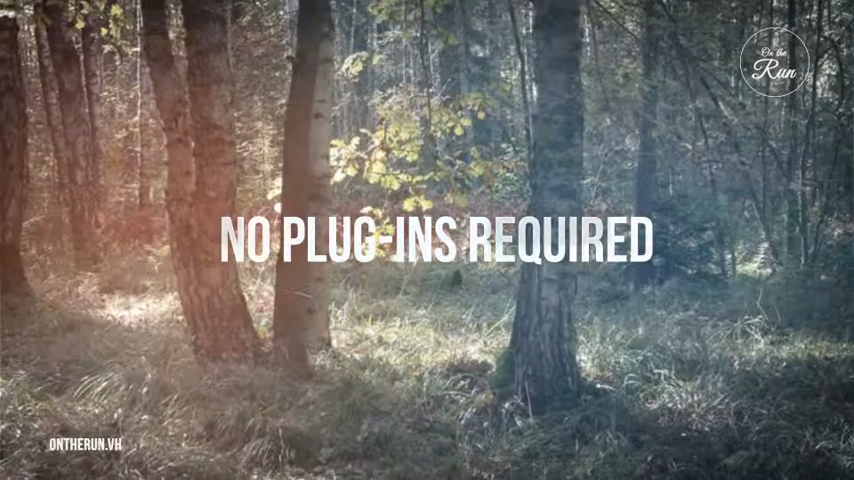 On the
Run
NO PLUG-INS REQUIRED
ONTHERUN.VH